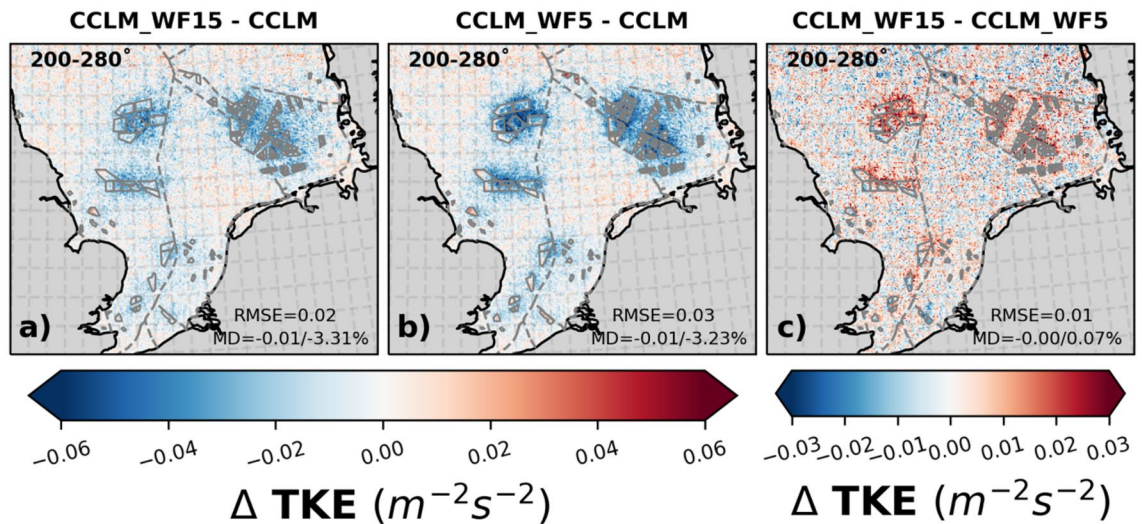 CCLM_WF15 - CCLM
CCLM_WF5 - CCLM
CCLM_WF15 - CCLM_WF5
200-280°
200-280°
200-280°
RMSE=0.02
MD=-0.01/-3.31%
RMSE=0.03
MD=-0.01/-3.23%
RMSE=0.01
MD=-0.00/0.07%
a)
b)
c)
−0.06 −0.04 −0.02 0.00 0.02 0.04 0.06
−0.03 −0.02 −0.01 0.00 0.01 0.02 0.03
Δ TKE (m⁻²s⁻²)
Δ TKE (m⁻²s⁻²)